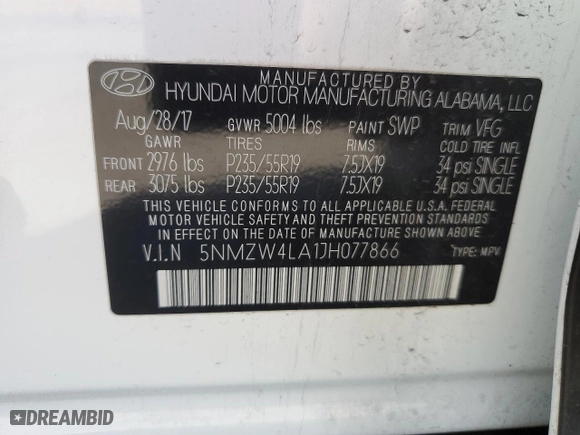 MANUFACTURED BY
HYUNDAI MOTOR MANUFACTURING ALABAMA, LLC
Aug/28/17 GVWR 5004 lbs PAINT SWP TRIM VFG
GAWR TIRES RIMS COLD TIRE INFL
FRONT 2976 lbs P235/55R19 7.5JX19 34 psi SINGLE
REAR 3075 lbs P235/55R19 7.5JX19 34 psi SINGLE
THIS VEHICLE CONFORMS TO ALL APPLICABLE U.S.A. FEDERAL
MOTOR VEHICLE SAFETY AND THEFT PREVENTION STANDARDS
IN EFFECT ON THE DATE OF MANUFACTURE SHOWN ABOVE.
V.I.N 5NMZW4LA1JH077866 TYPE: MPV
DREAMBID